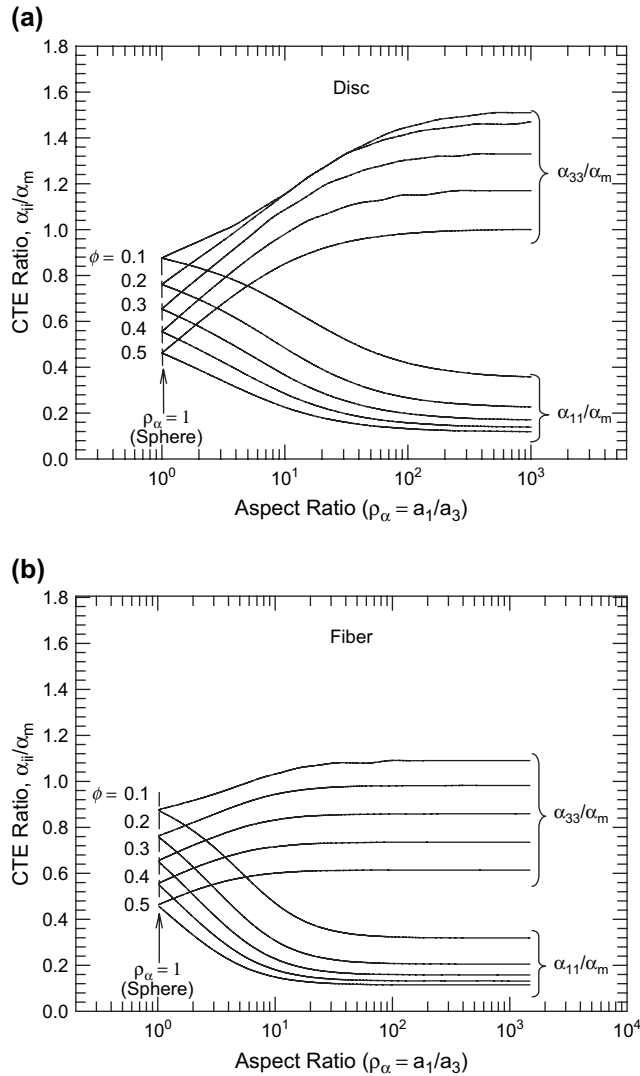 (a)
1.8
1.6
1.4
1.2
1.0
0.8
0.6
0.4
0.2
0.0
CTE Ratio, αii/αm
Disc
α33/αm
ϕ = 0.1
0.2
0.3
0.4
0.5
ρα = 1
(Sphere)
α11/αm
10⁰ 10¹ 10² 10³
Aspect Ratio (ρα = a1/a3)
(b)
1.8
1.6
1.4
1.2
1.0
0.8
0.6
0.4
0.2
0.0
CTE Ratio, αii/αm
Fiber
α33/αm
ϕ = 0.1
0.2
0.3
0.4
0.5
ρα = 1
(Sphere)
α11/αm
10⁰ 10¹ 10² 10³ 10⁴
Aspect Ratio (ρα = a1/a3)